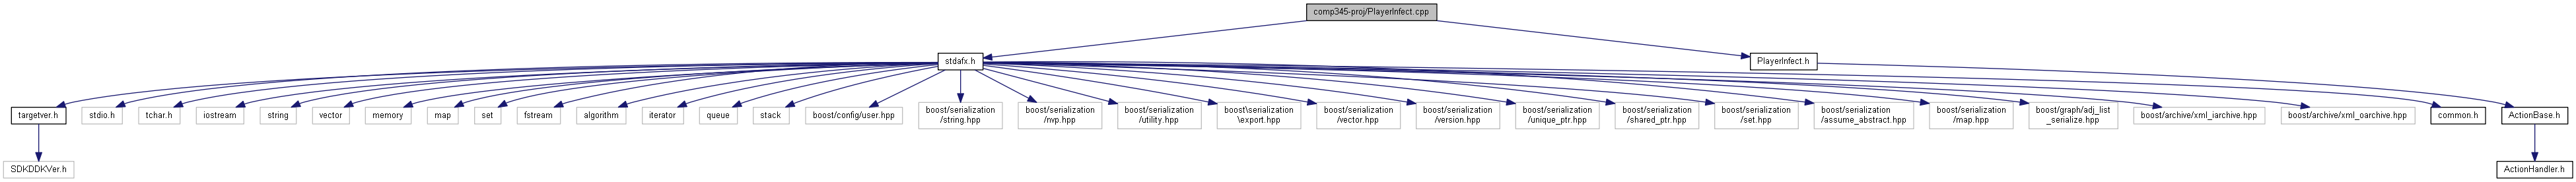 comp345-proj/PlayerInfect.cpp
stdafx.h
PlayerInfect.h
targetver.h
stdio.h
tchar.h
iostream
string
vector
memory
map
set
fstream
algorithm
iterator
queue
stack
boost/config/user.hpp
boost/serialization
/string.hpp
boost/serialization
/nvp.hpp
boost/serialization
/utility.hpp
boost\serialization
\export.hpp
boost/serialization
/vector.hpp
boost/serialization
/version.hpp
boost/serialization
/unique_ptr.hpp
boost/serialization
/shared_ptr.hpp
boost/serialization
/set.hpp
boost/serialization
/assume_abstract.hpp
boost/serialization
/map.hpp
boost/graph/adj_list
_serialize.hpp
boost/archive/xml_iarchive.hpp
boost/archive/xml_oarchive.hpp
common.h
ActionBase.h
SDKDDKVer.h
ActionHandler.h